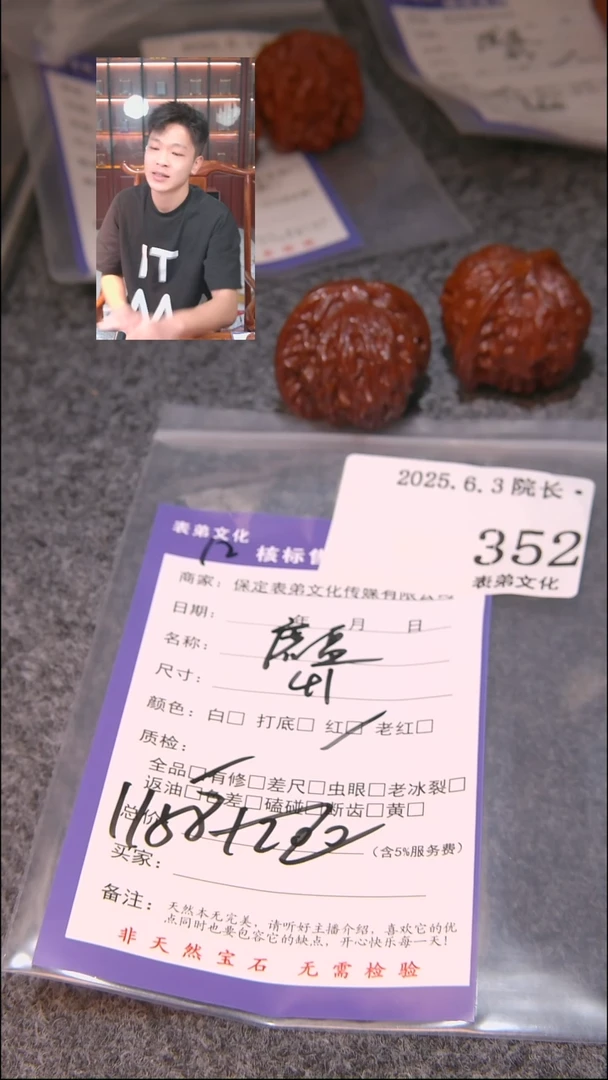 IT
2025.6.3院长·
352
表弟文化
表弟文化
12
核标售
商家：保定表弟文化传媒有限公司
日期： 年 月 日
名称：
尺寸：41
颜色：白□ 打底□ 红□ 老红□
质检：
全品□有修□差尺□虫眼□老冰裂□
返油□色差□磕碰□断齿□黄□
总价 （含5%服务费）
买家：
备注：天然本无完美，请听好主播介绍，喜欢它的优
点同时也要包容它的缺点，开心快乐每一天！
非天然宝石 无需检验